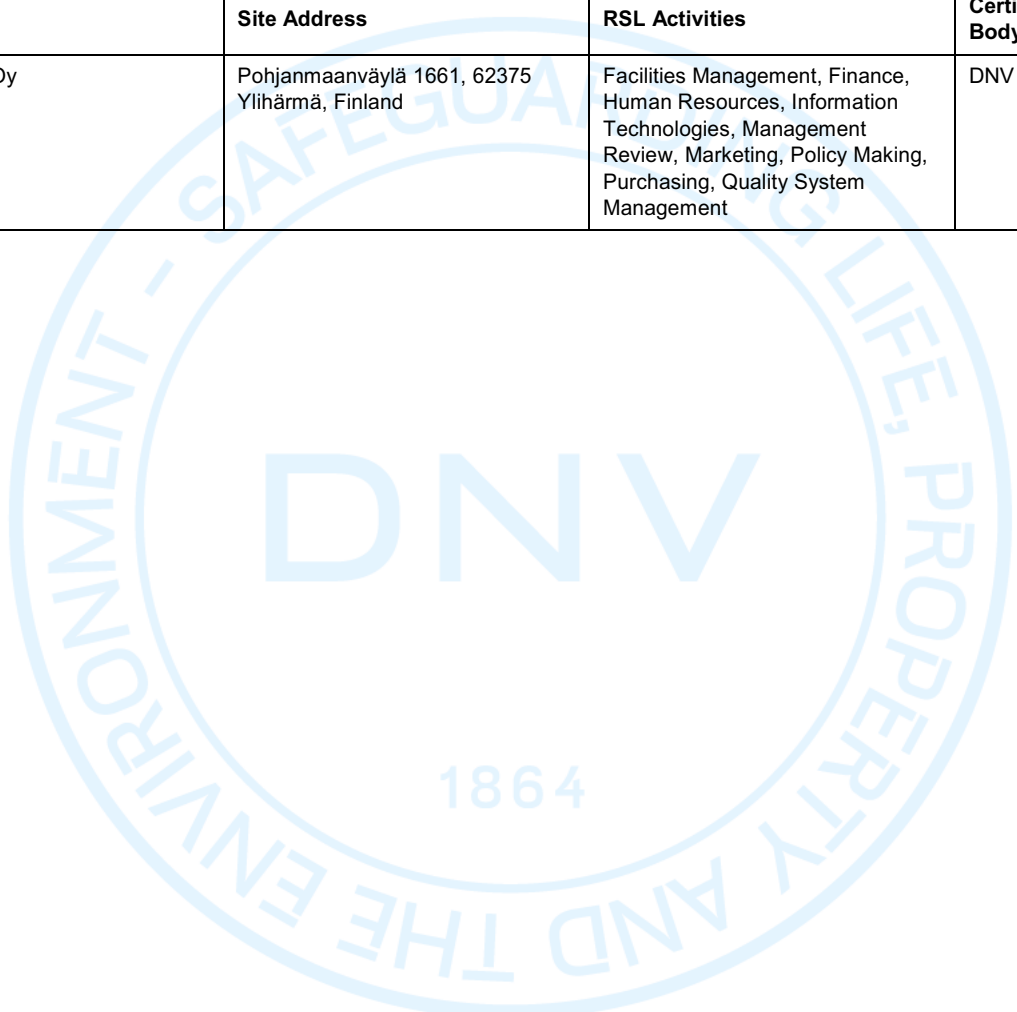 Site Address
RSL Activities
Certi
Body
Oy
Pohjanmaanväylä 1661, 62375
Ylihärmä, Finland
Facilities Management, Finance,
Human Resources, Information
Technologies, Management
Review, Marketing, Policy Making,
Purchasing, Quality System
Management
DNV
SAFEGUARDING LIFE, PROPERTY AND THE ENVIRONMENT -
DNV
1864